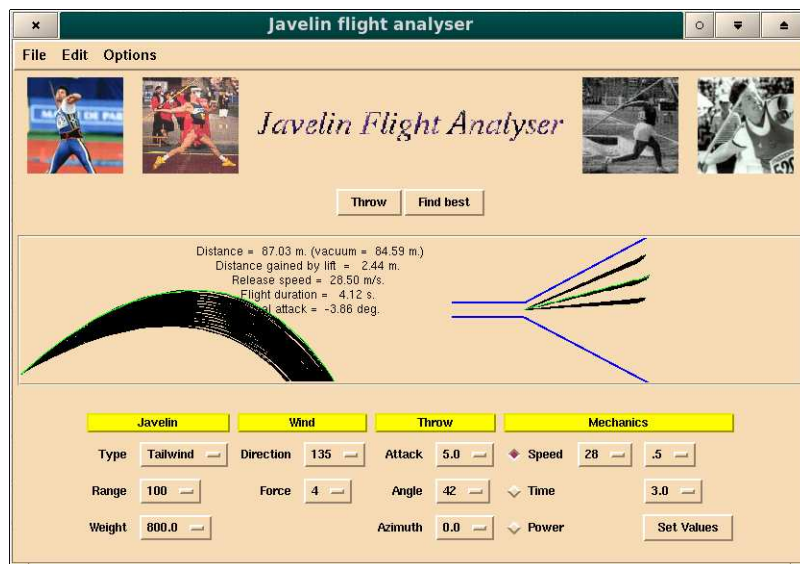 Javelin flight analyser
File Edit Options
Javelin Flight Analyser
Throw Find best
Distance = 87.03 m. (vacuum = 84.59 m.)
Distance gained by lift = 2.44 m.
Release speed = 28.50 m/s.
Flight duration = 4.12 s.
attack = -3.86 deg.
Javelin Wind Throw Mechanics
Type Tailwind Direction 135 Attack 5.0 Speed 28 .5
Range 100 Force 4 Angle 42 Time 3.0
Weight 800.0 Azimuth 0.0 Power Set Values